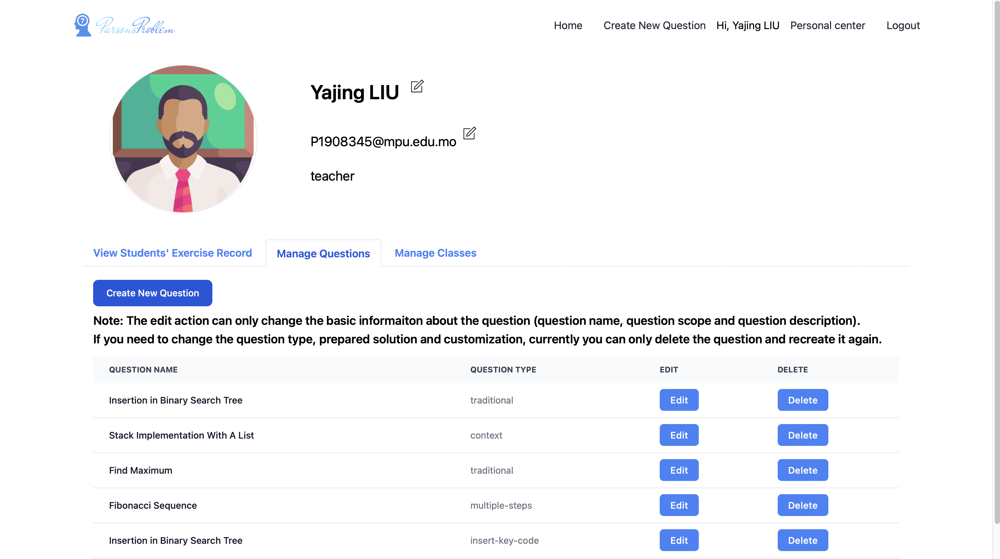 ? ParsonsProblem
Home Create New Question Hi, Yajing LIU Personal center Logout
Yajing LIU
P1908345@mpu.edu.mo
teacher
View Students' Exercise Record Manage Questions Manage Classes
Create New Question
Note: The edit action can only change the basic informaiton about the question (question name, question scope and question description).
If you need to change the question type, prepared solution and customization, currently you can only delete the question and recreate it again.
QUESTION NAME QUESTION TYPE EDIT DELETE
Insertion in Binary Search Tree traditional Edit Delete
Stack Implementation With A List context Edit Delete
Find Maximum traditional Edit Delete
Fibonacci Sequence multiple-steps Edit Delete
Insertion in Binary Search Tree insert-key-code Edit Delete